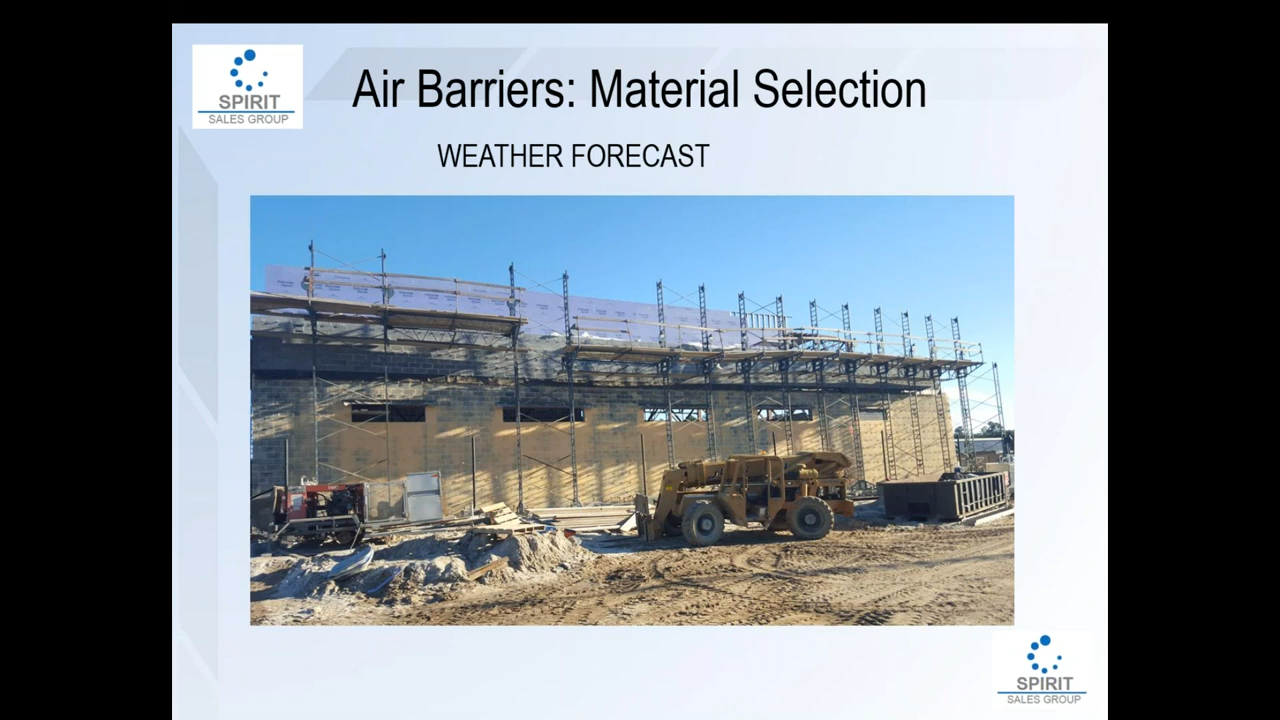 SPIRIT
SALES GROUP
Air Barriers: Material Selection
WEATHER FORECAST
SPIRIT
SALES GROUP